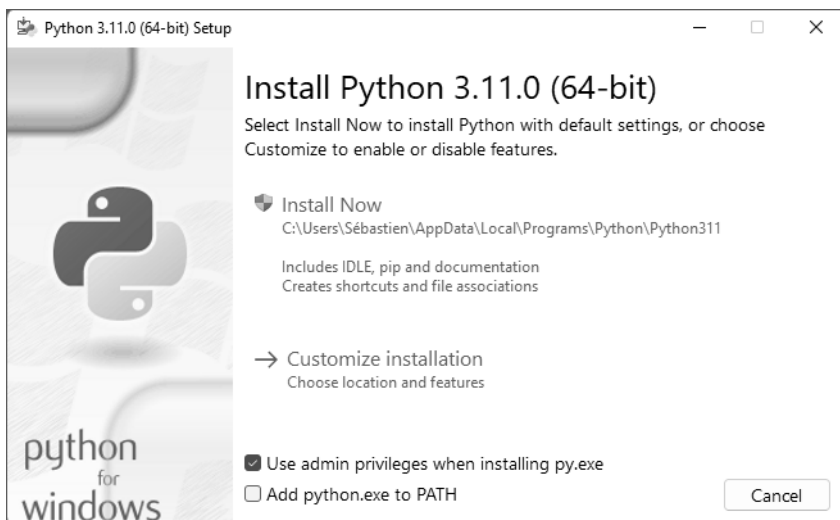 Python 3.11.0 (64-bit) Setup
Install Python 3.11.0 (64-bit)
Select Install Now to install Python with default settings, or choose
Customize to enable or disable features.
Install Now
C:\Users\Sébastien\AppData\Local\Programs\Python\Python311
Includes IDLE, pip and documentation
Creates shortcuts and file associations
Customize installation
Choose location and features
python
for
windows
Use admin privileges when installing py.exe
Add python.exe to PATH
Cancel